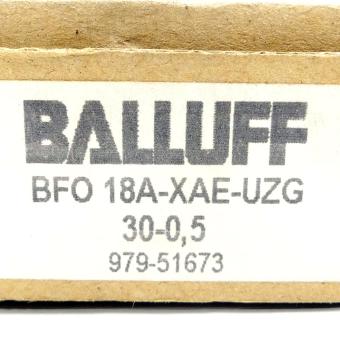 BALLUFF
BFO 18A-XAE-UZG
30-0,5
979-51673